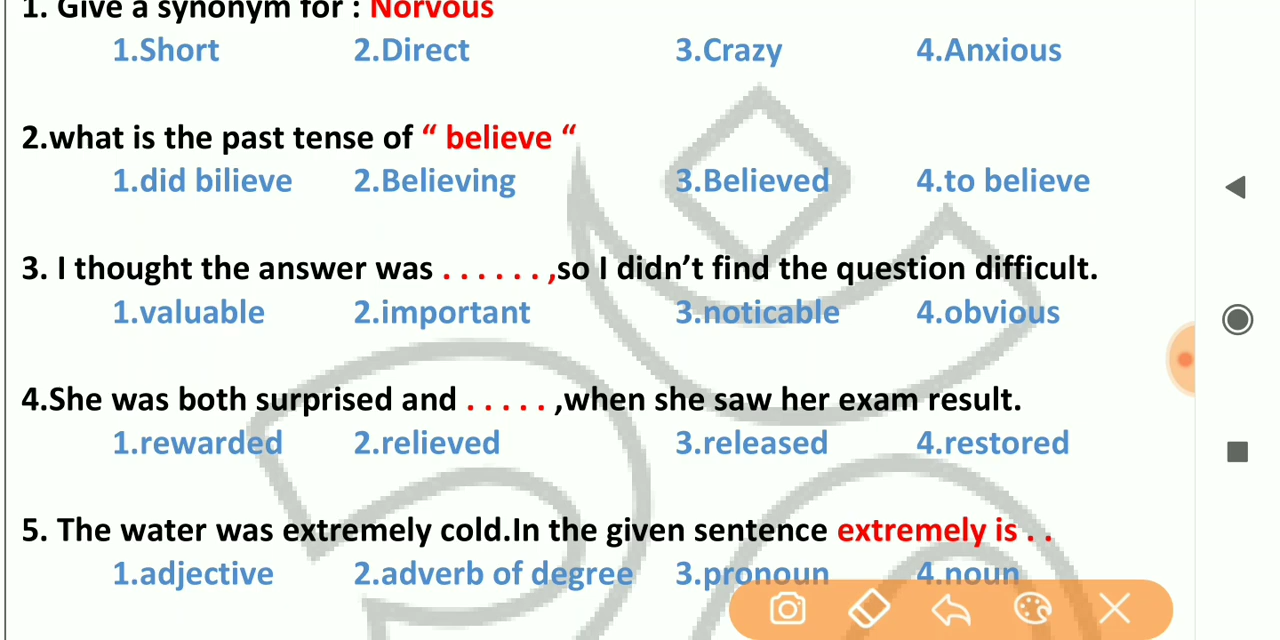 1. Give a synonym for : Norvous
1.Short 2.Direct 3.Crazy 4.Anxious
2.what is the past tense of “ believe “
1.did bilieve 2.Believing 3.Believed 4.to believe
3. I thought the answer was . . . . . . ,so I didn’t find the question difficult.
1.valuable 2.important 3.noticable 4.obvious
4.She was both surprised and . . . . . ,when she saw her exam result.
1.rewarded 2.relieved 3.released 4.restored
5. The water was extremely cold.In the given sentence extremely is . .
1.adjective 2.adverb of degree 3.pronoun 4.noun